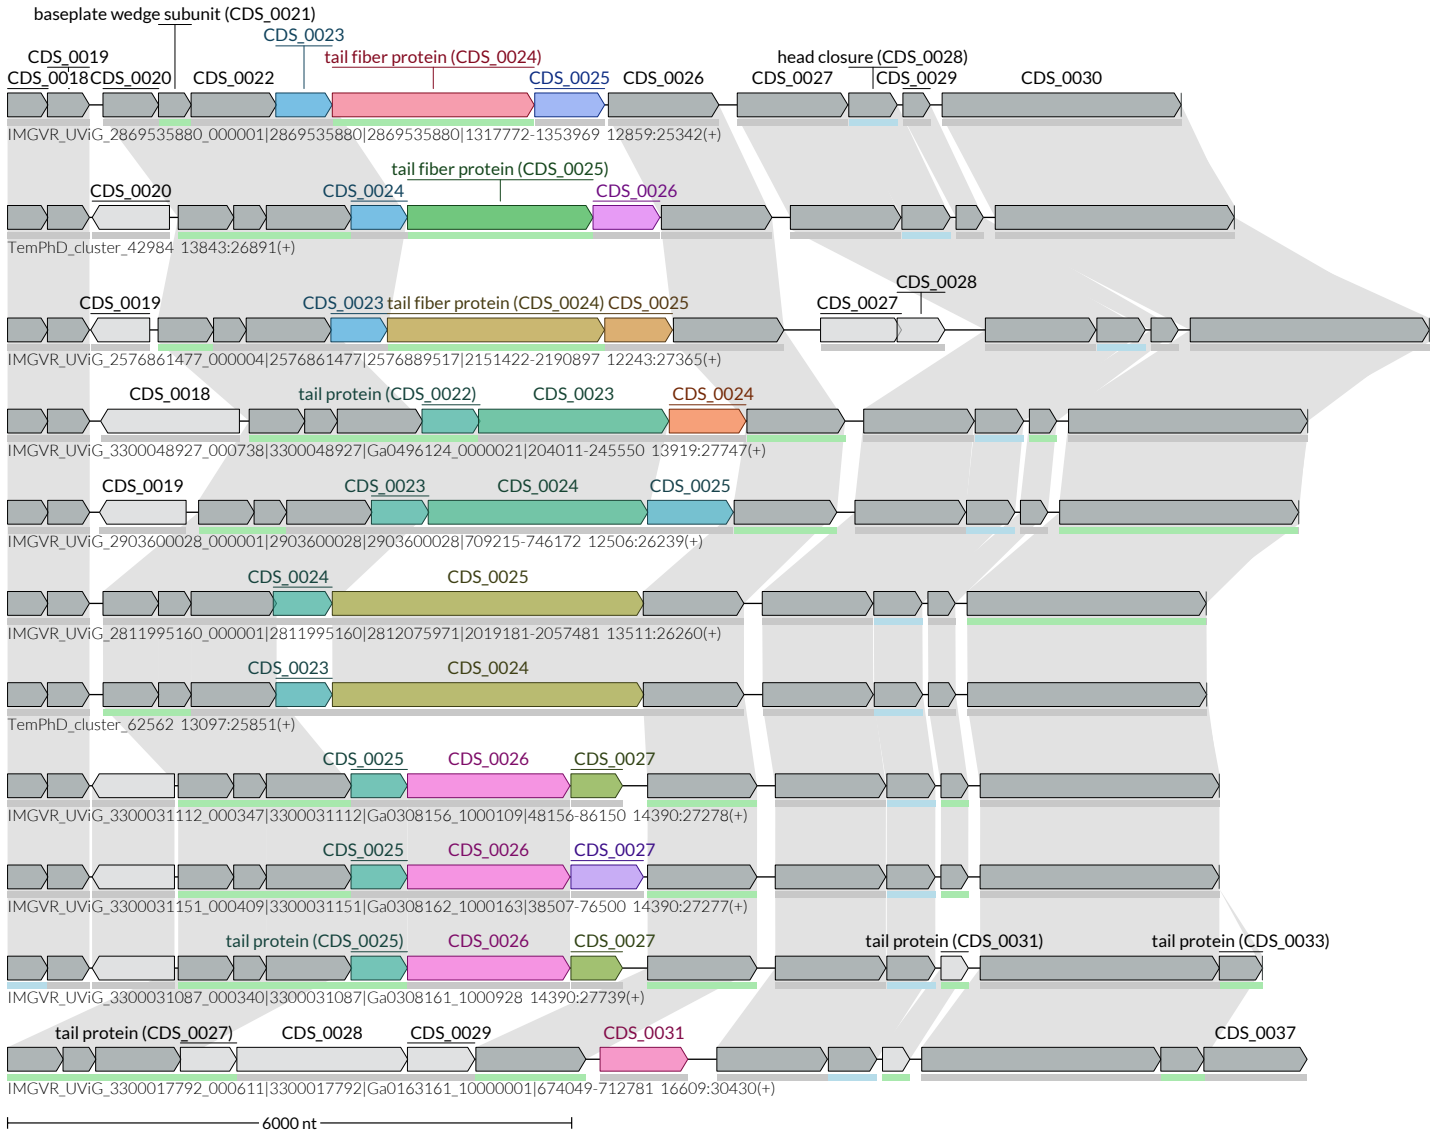 baseplate wedge subunit (CDS_0021)
CDS_0023
CDS_0019 tail fiber protein (CDS_0024) head closure (CDS_0028)
CDS_0018 CDS_0020 CDS_0022 CDS_0025 CDS_0026 CDS_0027 CDS_0029 CDS_0030
IMGVR_UViG_2869535880_000001|2869535880|2869535880|1317772-1353969 12859:25342(+)
tail fiber protein (CDS_0025)
CDS_0020 CDS_0024 CDS_0026
TemPhD_cluster_42984 13843:26891(+)
CDS_0028
CDS_0019 CDS_0023 tail fiber protein (CDS_0024) CDS_0025 CDS_0027
IMGVR_UViG_2576861477_000004|2576861477|2576889517|2151422-2190897 12243:27365(+)
CDS_0018 tail protein (CDS_0022) CDS_0023 CDS_0024
IMGVR_UViG_3300048927_000738|3300048927|Ga0496124_0000021|204011-245550 13919:27747(+)
CDS_0019 CDS_0023 CDS_0024 CDS_0025
IMGVR_UViG_2903600028_000001|2903600028|2903600028|709215-746172 12506:26239(+)
CDS_0024 CDS_0025
IMGVR_UViG_2811995160_000001|2811995160|2812075971|2019181-2057481 13511:26260(+)
CDS_0023 CDS_0024
TemPhD_cluster_62562 13097:25851(+)
CDS_0025 CDS_0026 CDS_0027
IMGVR_UViG_3300031112_000347|3300031112|Ga0308156_1000109|48156-86150 14390:27278(+)
CDS_0025 CDS_0026 CDS_0027
IMGVR_UViG_3300031151_000409|3300031151|Ga0308162_1000163|38507-76500 14390:27277(+)
tail protein (CDS_0025) CDS_0026 CDS_0027 tail protein (CDS_0031) tail protein (CDS_0033)
IMGVR_UViG_3300031087_000340|3300031087|Ga0308161_1000928 14390:27739(+)
tail protein (CDS_0027) CDS_0028 CDS_0029 CDS_0031 CDS_0037
IMGVR_UViG_3300017792_000611|3300017792|Ga0163161_10000001|674049-712781 16609:30430(+)
6000 nt